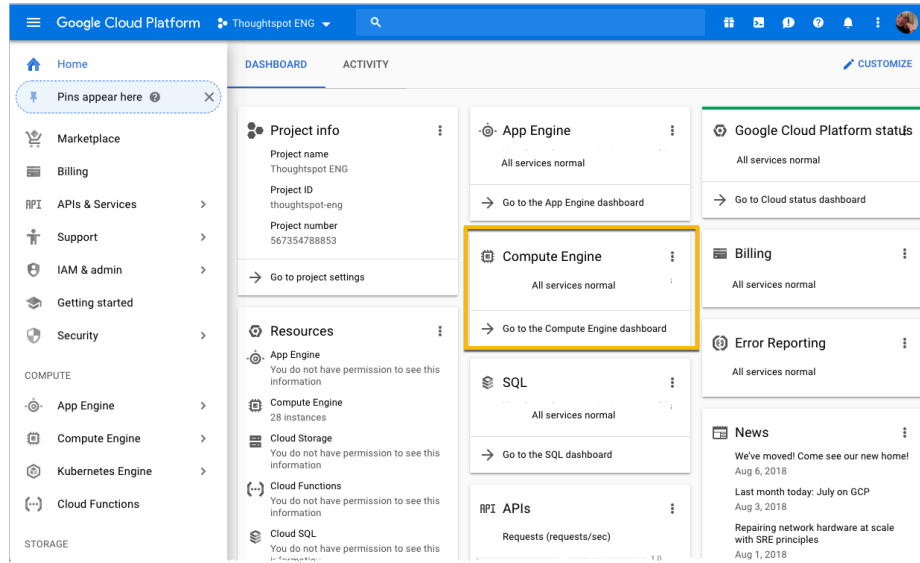 Google Cloud Platform
Thoughtspot ENG
Home
Pins appear here
Marketplace
Billing
API APIs & Services
Support
IAM & admin
Getting started
Security
COMPUTE
App Engine
Compute Engine
Kubernetes Engine
Cloud Functions
STORAGE
DASHBOARD
ACTIVITY
CUSTOMIZE
Project info
Project name
Thoughtspot ENG
Project ID
thoughtspot-eng
Project number
567354788853
Go to project settings
Resources
App Engine
You do not have permission to see this
information
Compute Engine
28 instances
Cloud Storage
You do not have permission to see this
information
Cloud Functions
You do not have permission to see this
information
Cloud SQL
You do not have permission to see this
App Engine
All services normal
Go to the App Engine dashboard
Compute Engine
All services normal
Go to the Compute Engine dashboard
SQL
All services normal
Go to the SQL dashboard
API APIs
Requests (requests/sec)
1.0
Google Cloud Platform status
All services normal
Go to Cloud status dashboard
Billing
All services normal
Error Reporting
All services normal
News
We've moved! Come see our new home!
Aug 6, 2018
Last month today: July on GCP
Aug 3, 2018
Repairing network hardware at scale
with SRE principles
Aug 1, 2018